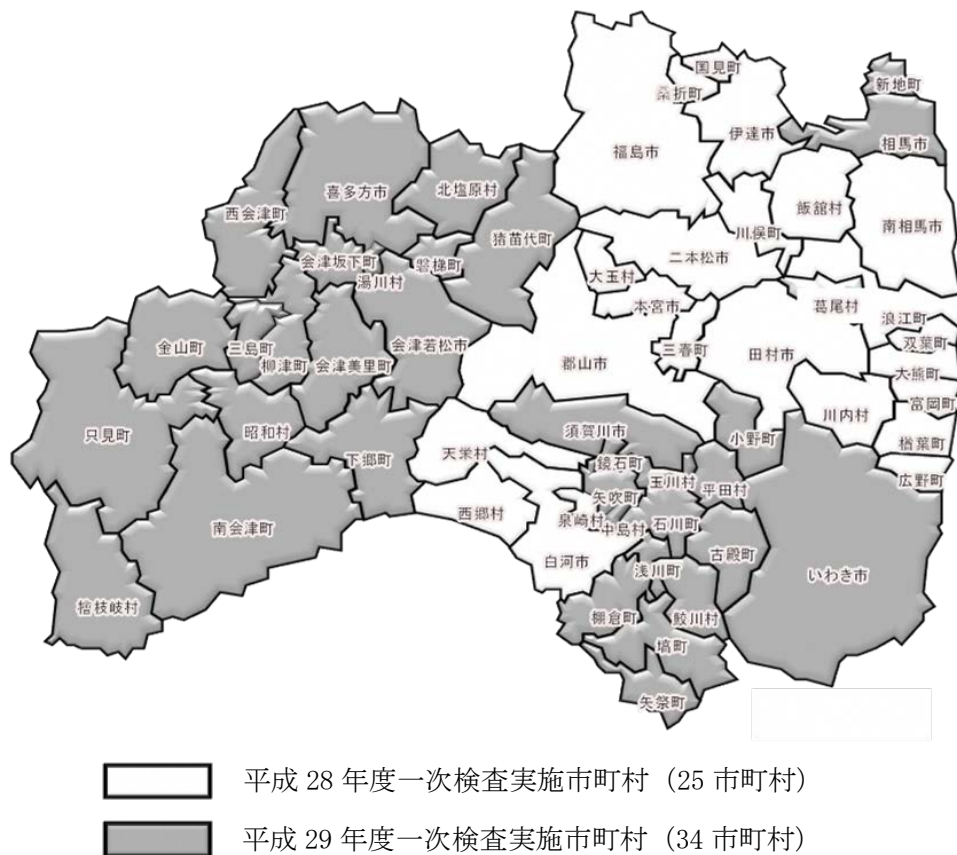 国見町
桑折町
新地町
伊達市
相馬市
福島市
喜多方市
北塩原村
飯舘村
西会津町
南相馬市
猪苗代町
川俣町
二本松市
会津坂下町
磐梯町
湯川村
大玉村
本宮市
葛尾村
浪江町
双葉町
金山町
三島町
会津若松市
三春町
田村市
郡山市
柳津町
会津美里町
大熊町
富岡町
川内村
只見町
昭和村
須賀川市
小野町
楢葉町
下郷町
天栄村
鏡石町
玉川村
平田村
広野町
矢吹町
西郷村
泉崎村
中島村
石川町
南会津町
古殿町
白河市
浅川町
いわき市
檜枝岐村
棚倉町
鮫川村
塙町
矢祭町
平成 28 年度一次検査実施市町村（25 市町村）
平成 29 年度一次検査実施市町村（34 市町村）